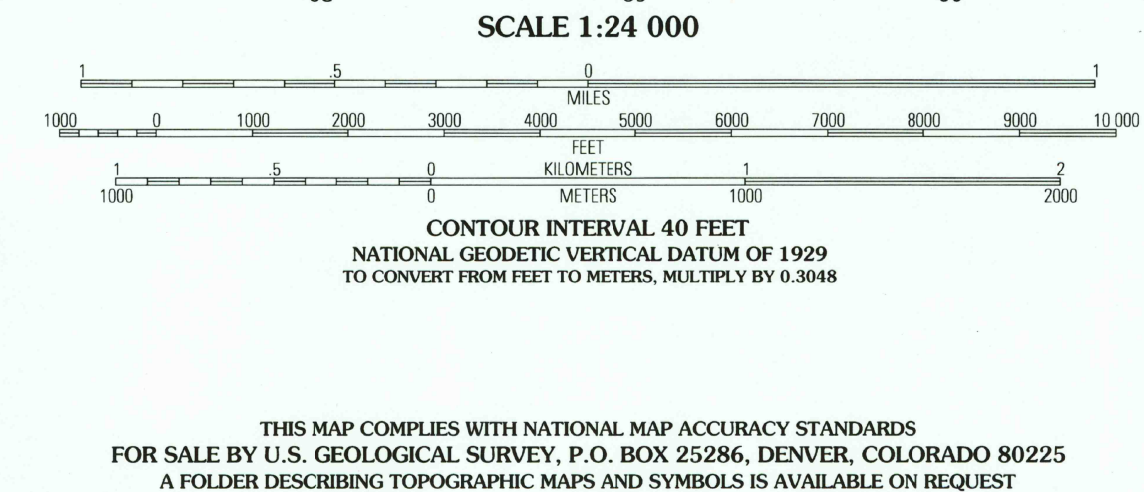 SCALE 1:24 000
1 .5 0 1
MILES
1000 0 1000 2000 3000 4000 5000 6000 7000 8000 9000 10 000
FEET
1 .5 0 KILOMETERS 1 2
1000 0 METERS 1000 2000
CONTOUR INTERVAL 40 FEET
NATIONAL GEODETIC VERTICAL DATUM OF 1929
TO CONVERT FROM FEET TO METERS, MULTIPLY BY 0.3048
THIS MAP COMPLIES WITH NATIONAL MAP ACCURACY STANDARDS
FOR SALE BY U.S. GEOLOGICAL SURVEY, P.O. BOX 25286, DENVER, COLORADO 80225
A FOLDER DESCRIBING TOPOGRAPHIC MAPS AND SYMBOLS IS AVAILABLE ON REQUEST